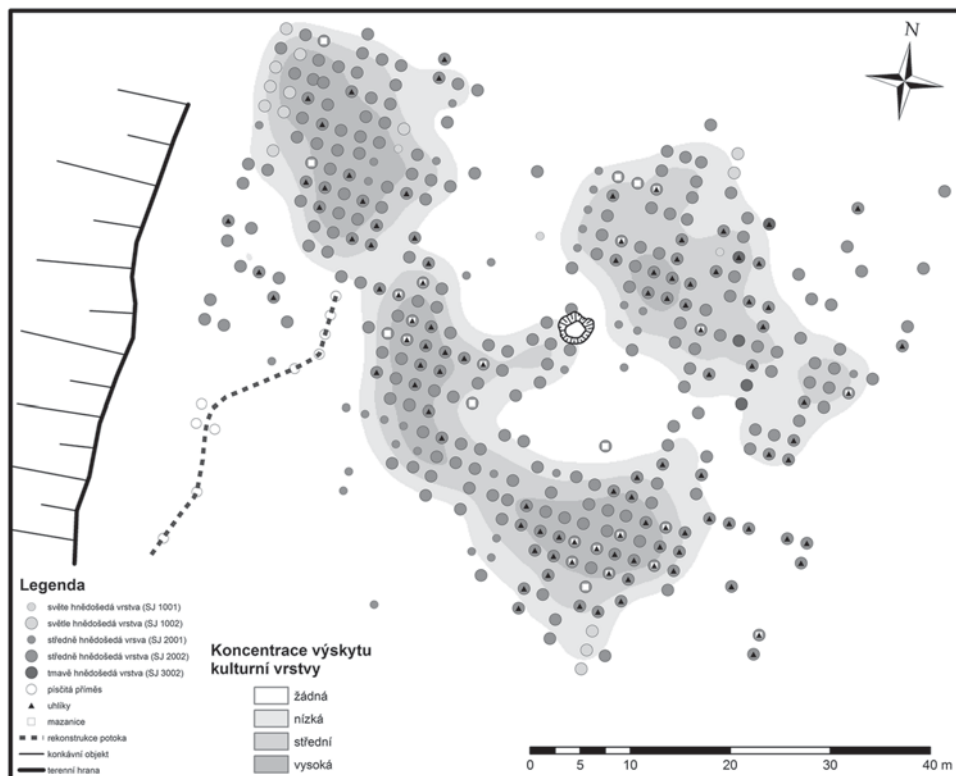 N
Legenda
světe hnědošedá vrstva (SJ 1001)
světle hnědošedá vrstva (SJ 1002)
středně hnědošedá vrsva (SJ 2001)
středně hnědošedá vrstva (SJ 2002)
tmavě hnědošedá vrstva (SJ 3002)
písčitá příměs
uhlíky
mazanice
rekonstrukce potoka
konkávní objekt
terenní hrana
Koncentrace výskytu
kulturní vrstvy
žádná
nízká
střední
vysoká
0 5 10 20 30 40 m